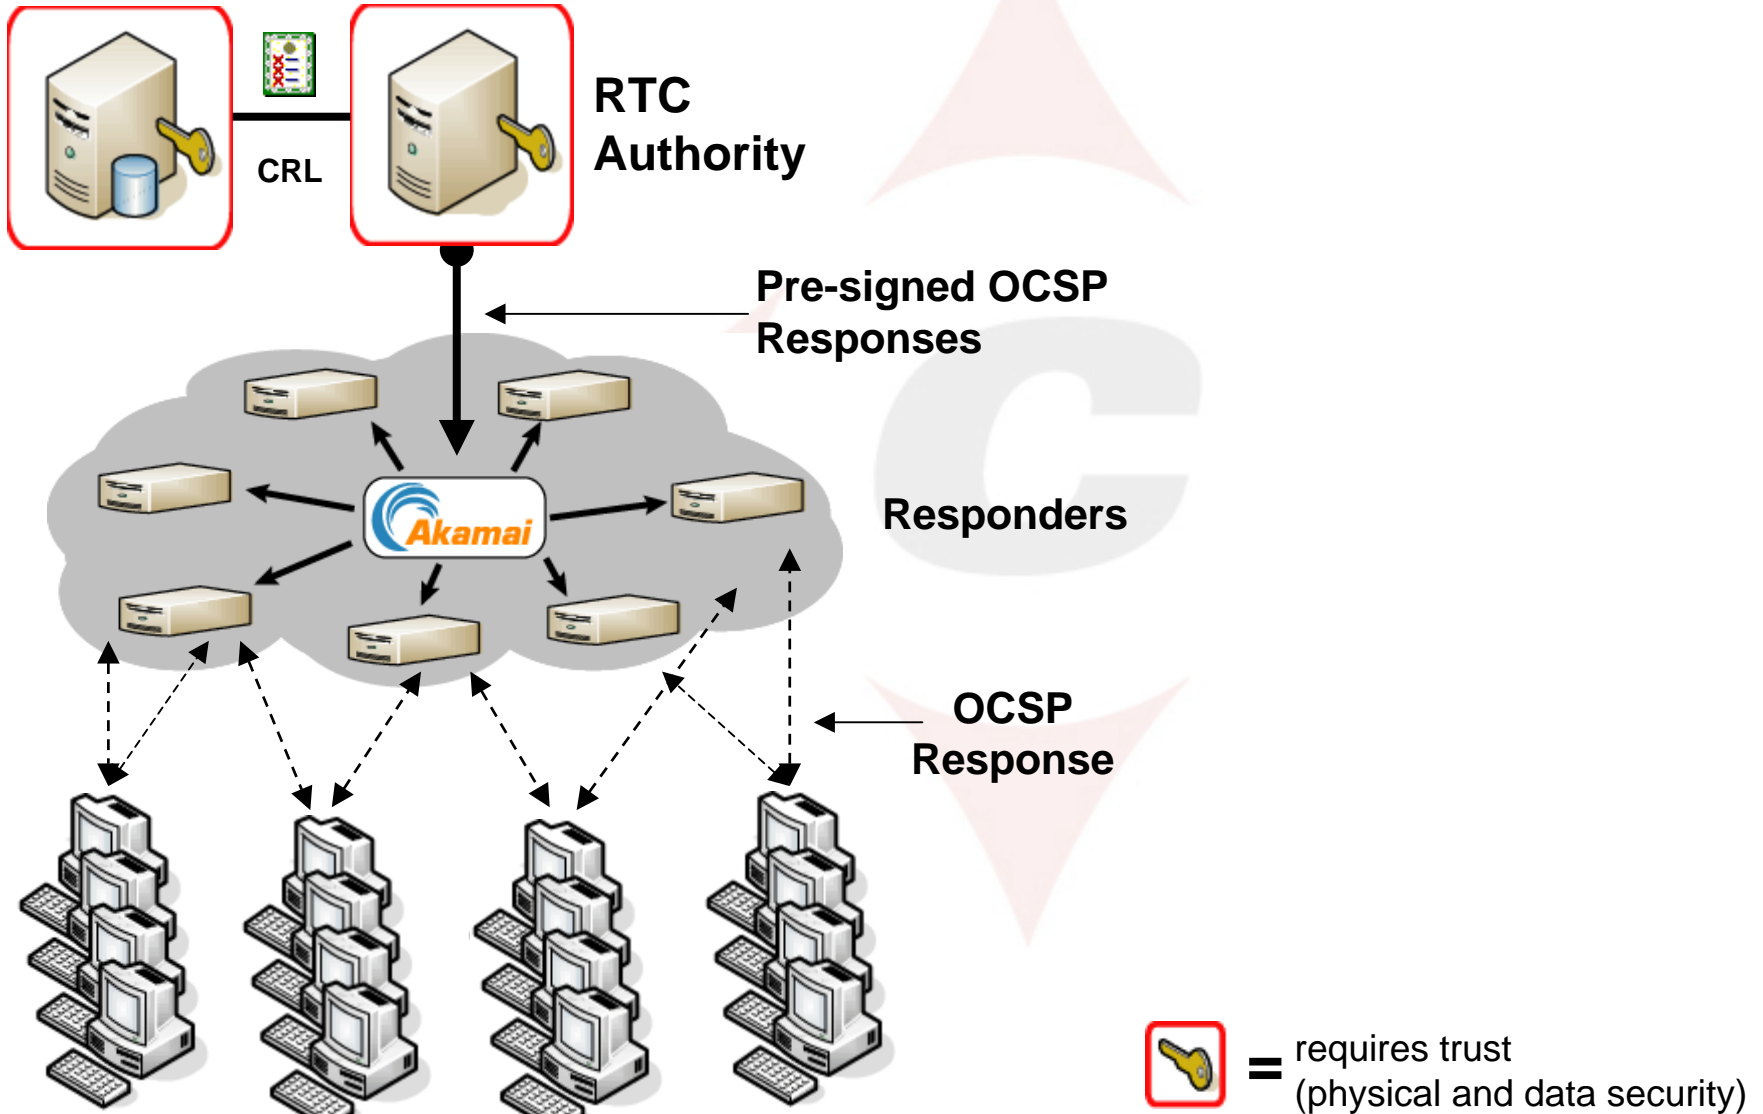 RTC
Authority
CRL
Pre-signed OCSP
Responses
Akamai
Responders
OCSP
Response
= requires trust
(physical and data security)